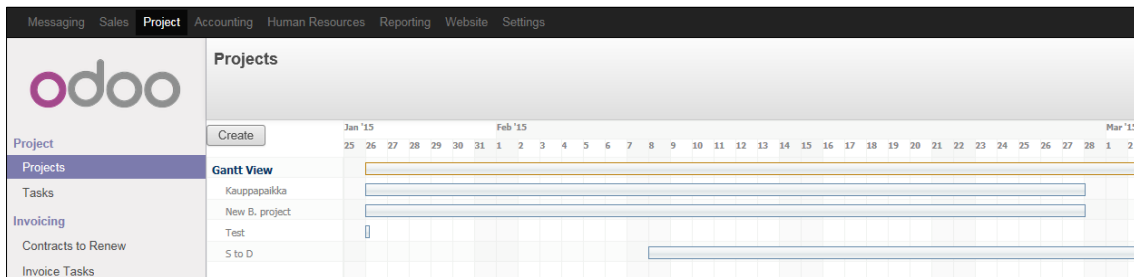 Messaging Sales Project Accounting Human Resources Reporting Website Settings
odoo
Projects
Create
Jan '15 Feb '15 Mar '15
25 26 27 28 29 30 31 1 2 3 4 5 6 7 8 9 10 11 12 13 14 15 16 17 18 19 20 21 22 23 24 25 26 27 28 1 2
Project
Projects
Tasks
Invoicing
Contracts to Renew
Invoice Tasks
Gantt View
Kauppapaikka
New B. project
Test
S to D